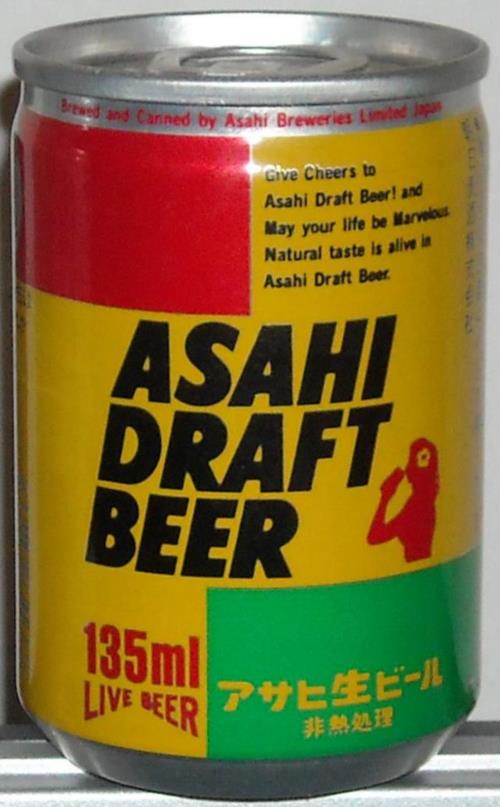 Brewed and Canned by Asahi Breweries Limited Japan
Give Cheers to
Asahi Draft Beer! and
May your life be Marvelous.
Natural taste is alive in
Asahi Draft Beer.
ASAHI
DRAFT
BEER
135ml
LIVE BEER
アサヒ生ビール
非熱処理